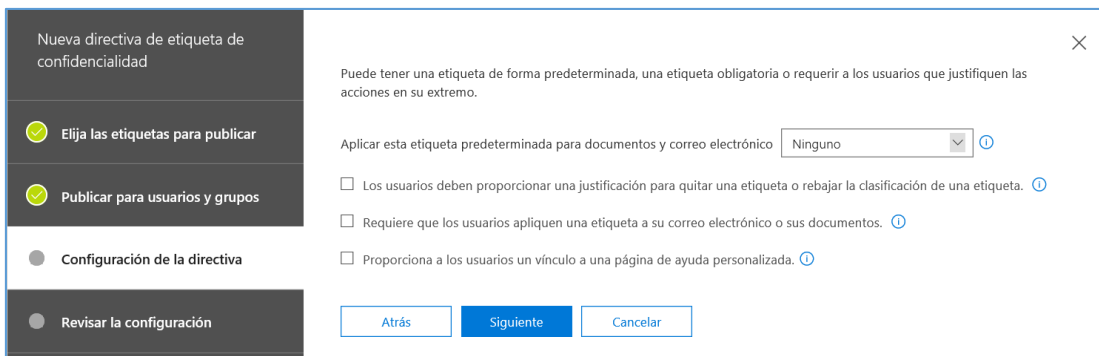 Nueva directiva de etiqueta de
confidencialidad
Elija las etiquetas para publicar
Publicar para usuarios y grupos
Configuración de la directiva
Revisar la configuración
Puede tener una etiqueta de forma predeterminada, una etiqueta obligatoria o requerir a los usuarios que justifiquen las
acciones en su extremo.
Aplicar esta etiqueta predeterminada para documentos y correo electrónico Ninguno
Los usuarios deben proporcionar una justificación para quitar una etiqueta o rebajar la clasificación de una etiqueta.
Requiere que los usuarios apliquen una etiqueta a su correo electrónico o sus documentos.
Proporciona a los usuarios un vínculo a una página de ayuda personalizada.
Atrás Siguiente Cancelar